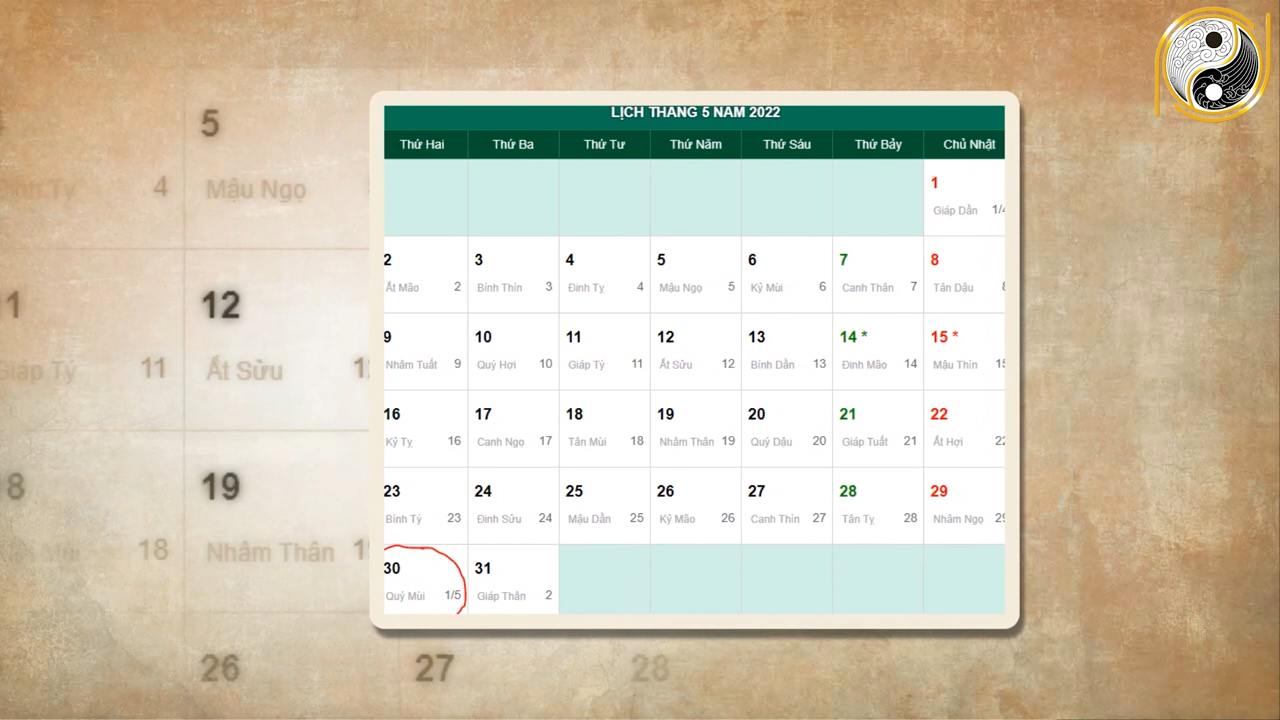 LỊCH THANG 5 NAM 2022
Thứ Hai Thứ Ba Thứ Tư Thứ Năm Thứ Sáu Thứ Bảy Chủ Nhật
1
Giáp Dần 1/4
2 3 4 5 6 7 8
Ất Mão 2 Bính Thìn 3 Đinh Tỵ 4 Mậu Ngọ 5 Kỷ Mùi 6 Canh Thân 7 Tân Dậu 8
9 10 11 12 13 14 * 15 *
Nhâm Tuất 9 Quý Hợi 10 Giáp Tý 11 Ất Sửu 12 Bính Dần 13 Đinh Mão 14 Mậu Thìn 15
16 17 18 19 20 21 22
Kỷ Tỵ 16 Canh Ngọ 17 Tân Mùi 18 Nhâm Thân 19 Quý Dậu 20 Giáp Tuất 21 Ất Hợi 22
23 24 25 26 27 28 29
Bính Tý 23 Đinh Sửu 24 Mậu Dần 25 Kỷ Mão 26 Canh Thìn 27 Tân Tỵ 28 Nhâm Ngọ 29
30 31
Quý Mùi 1/5 Giáp Thân 2
5
4 Mậu Ngọ
12
11 Ất Sửu
19
18 Nhâm Thân
26 27 28